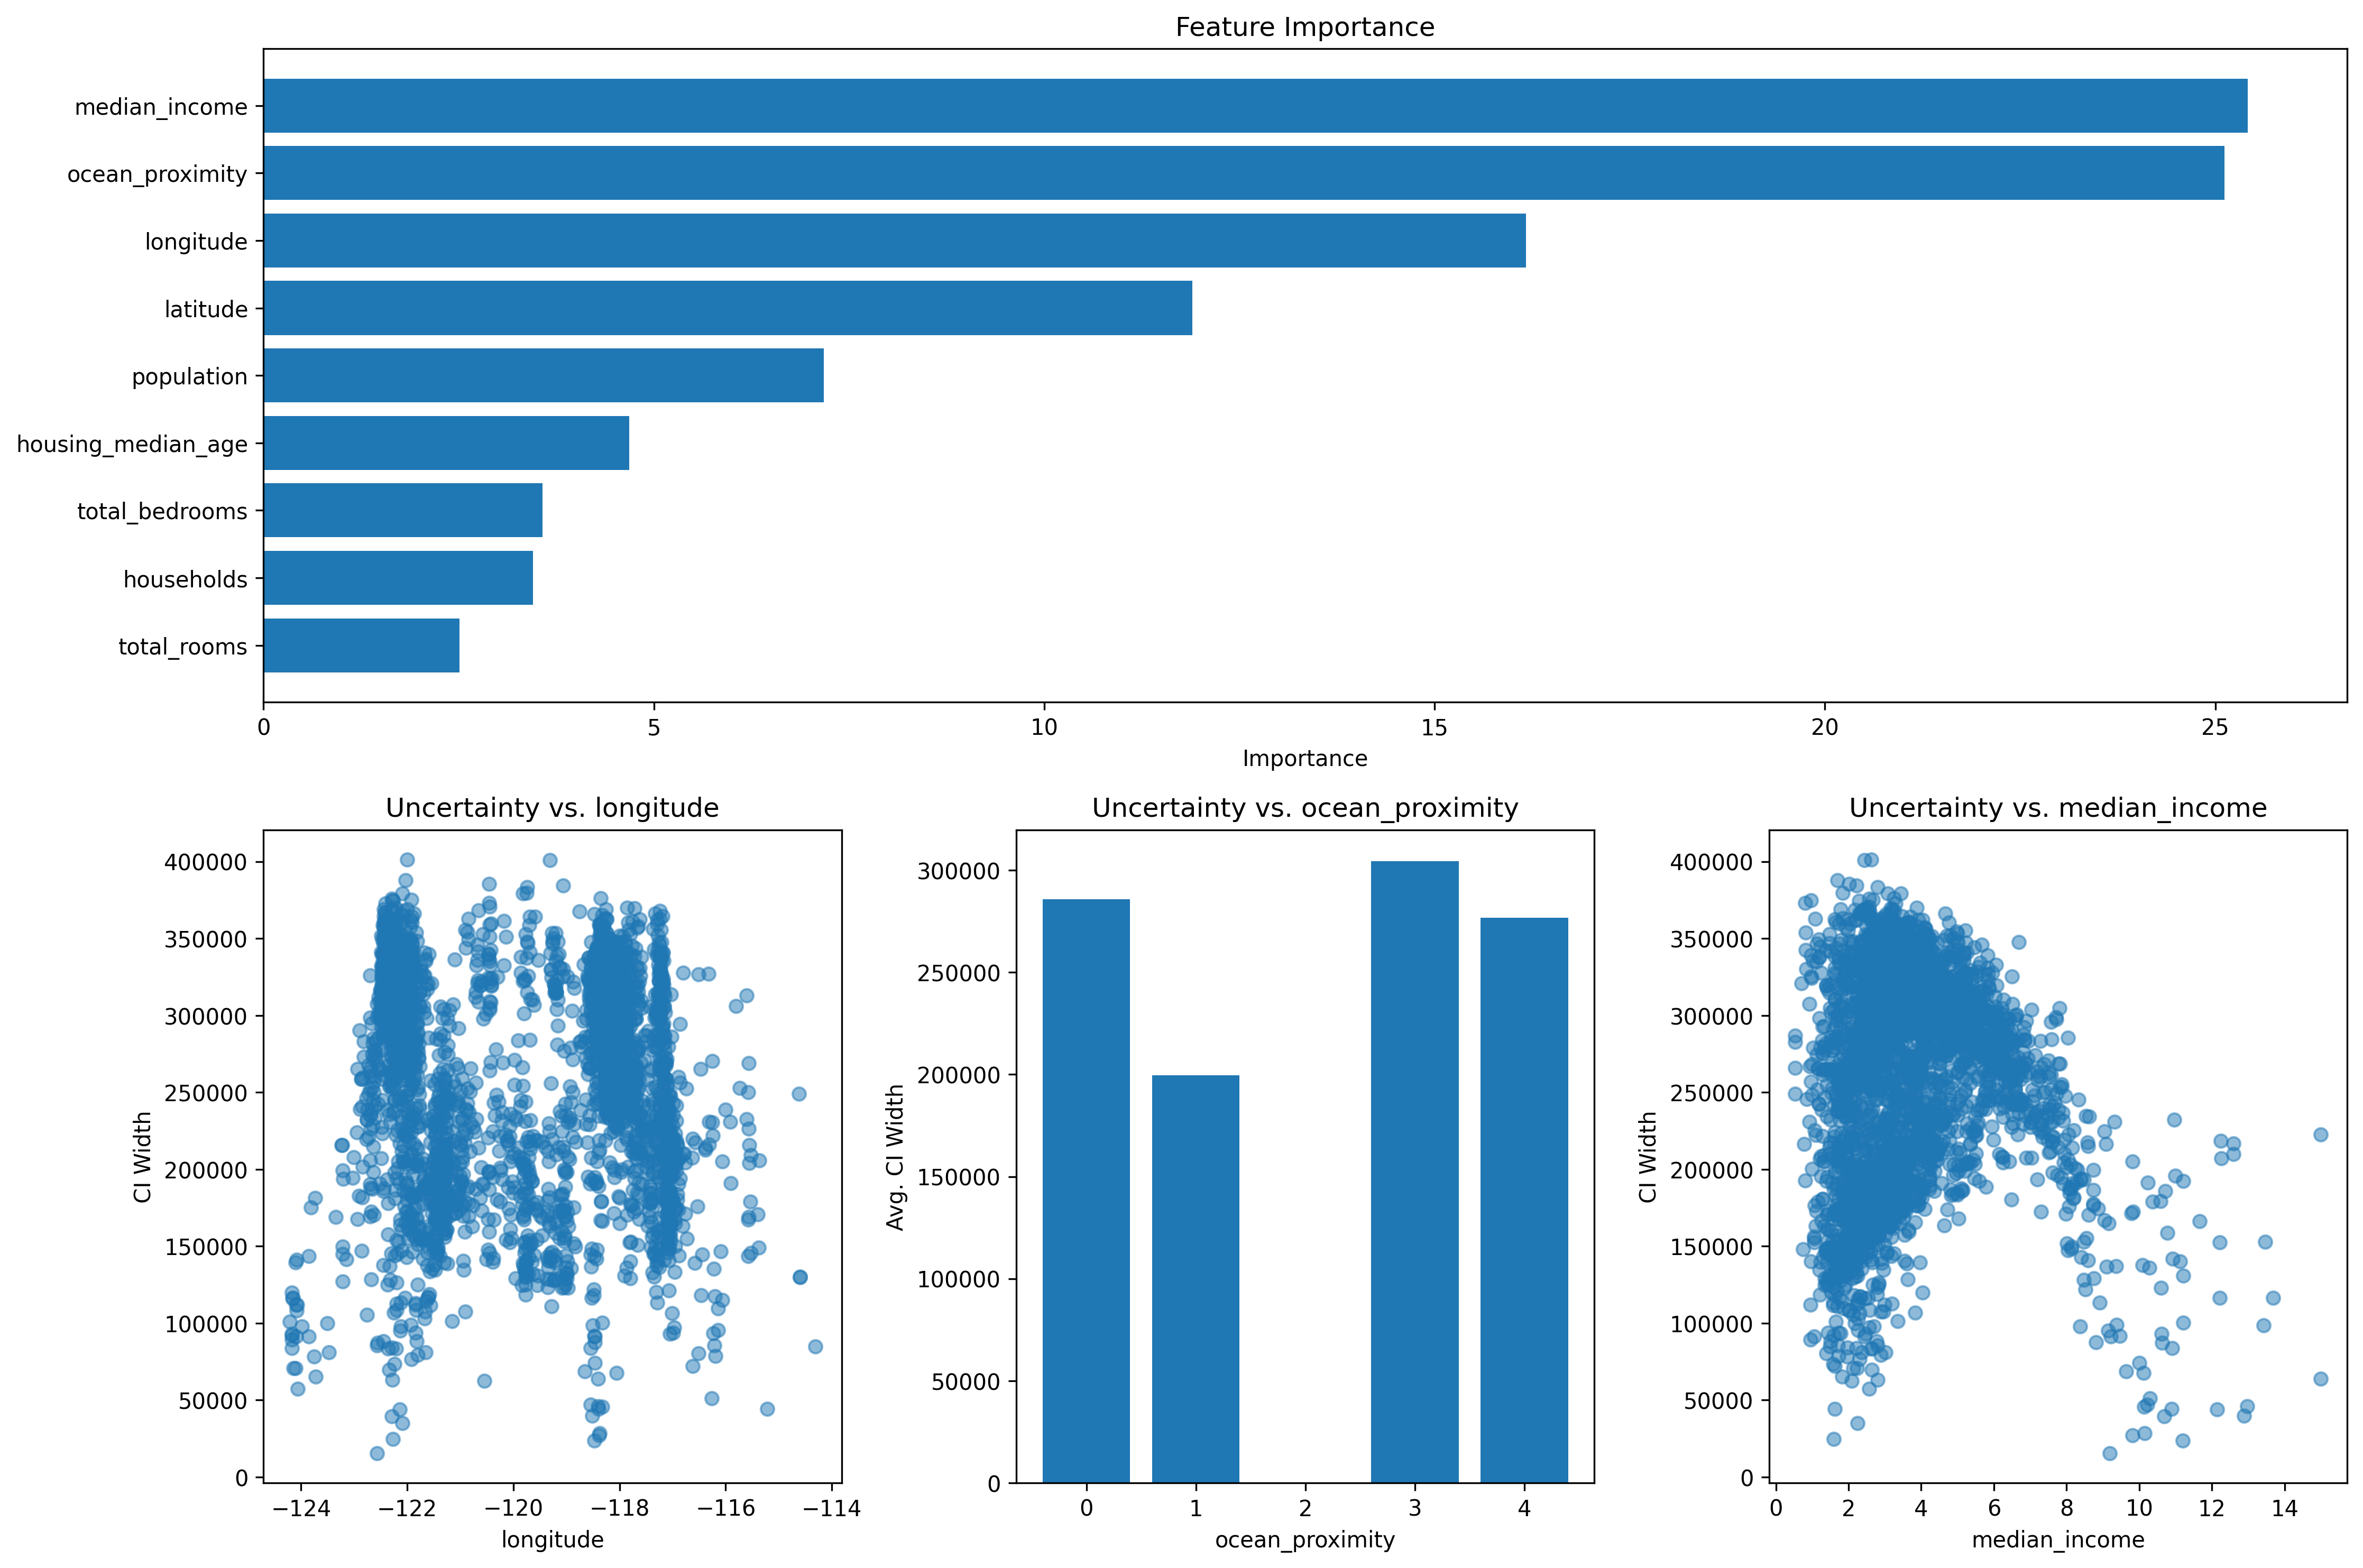 Feature Importance
median_income
ocean_proximity
longitude
latitude
population
housing_median_age
total_bedrooms
households
total_rooms
0 5 10 15 20 25
Importance
Uncertainty vs. longitude
400000
350000
300000
250000
200000
150000
100000
50000
0
CI Width
−124 −122 −120 −118 −116 −114
longitude
Uncertainty vs. ocean_proximity
300000
250000
200000
150000
100000
50000
0
Avg. CI Width
0 1 2 3 4
ocean_proximity
Uncertainty vs. median_income
400000
350000
300000
250000
200000
150000
100000
50000
0
CI Width
0 2 4 6 8 10 12 14
median_income